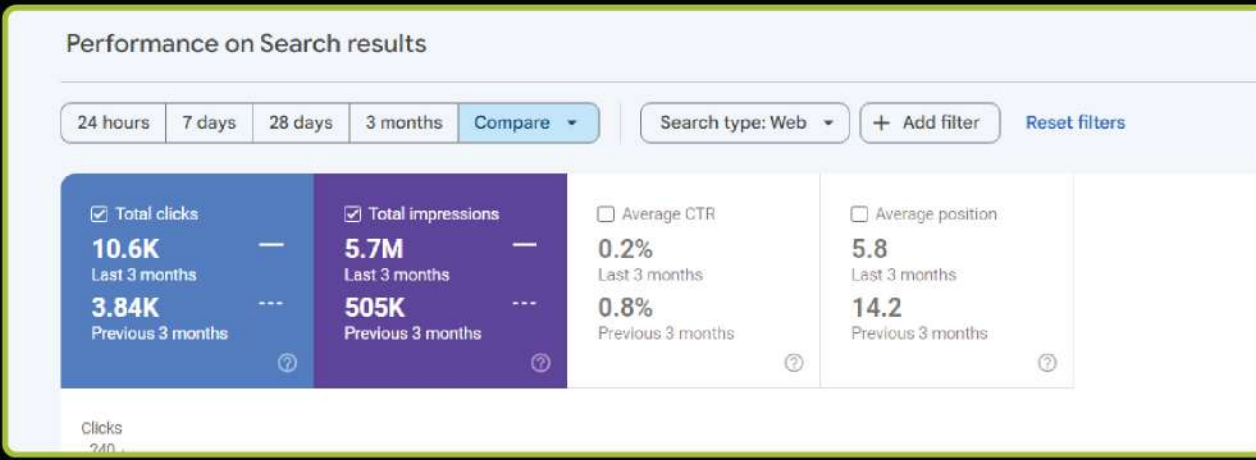 Performance on Search results
24 hours 7 days 28 days 3 months Compare Search type: Web + Add filter Reset filters
Total clicks
10.6K
Last 3 months
3.84K
Previous 3 months
Total impressions
5.7M
Last 3 months
505K
Previous 3 months
Average CTR
0.2%
Last 3 months
0.8%
Previous 3 months
Average position
5.8
Last 3 months
14.2
Previous 3 months
Clicks
240